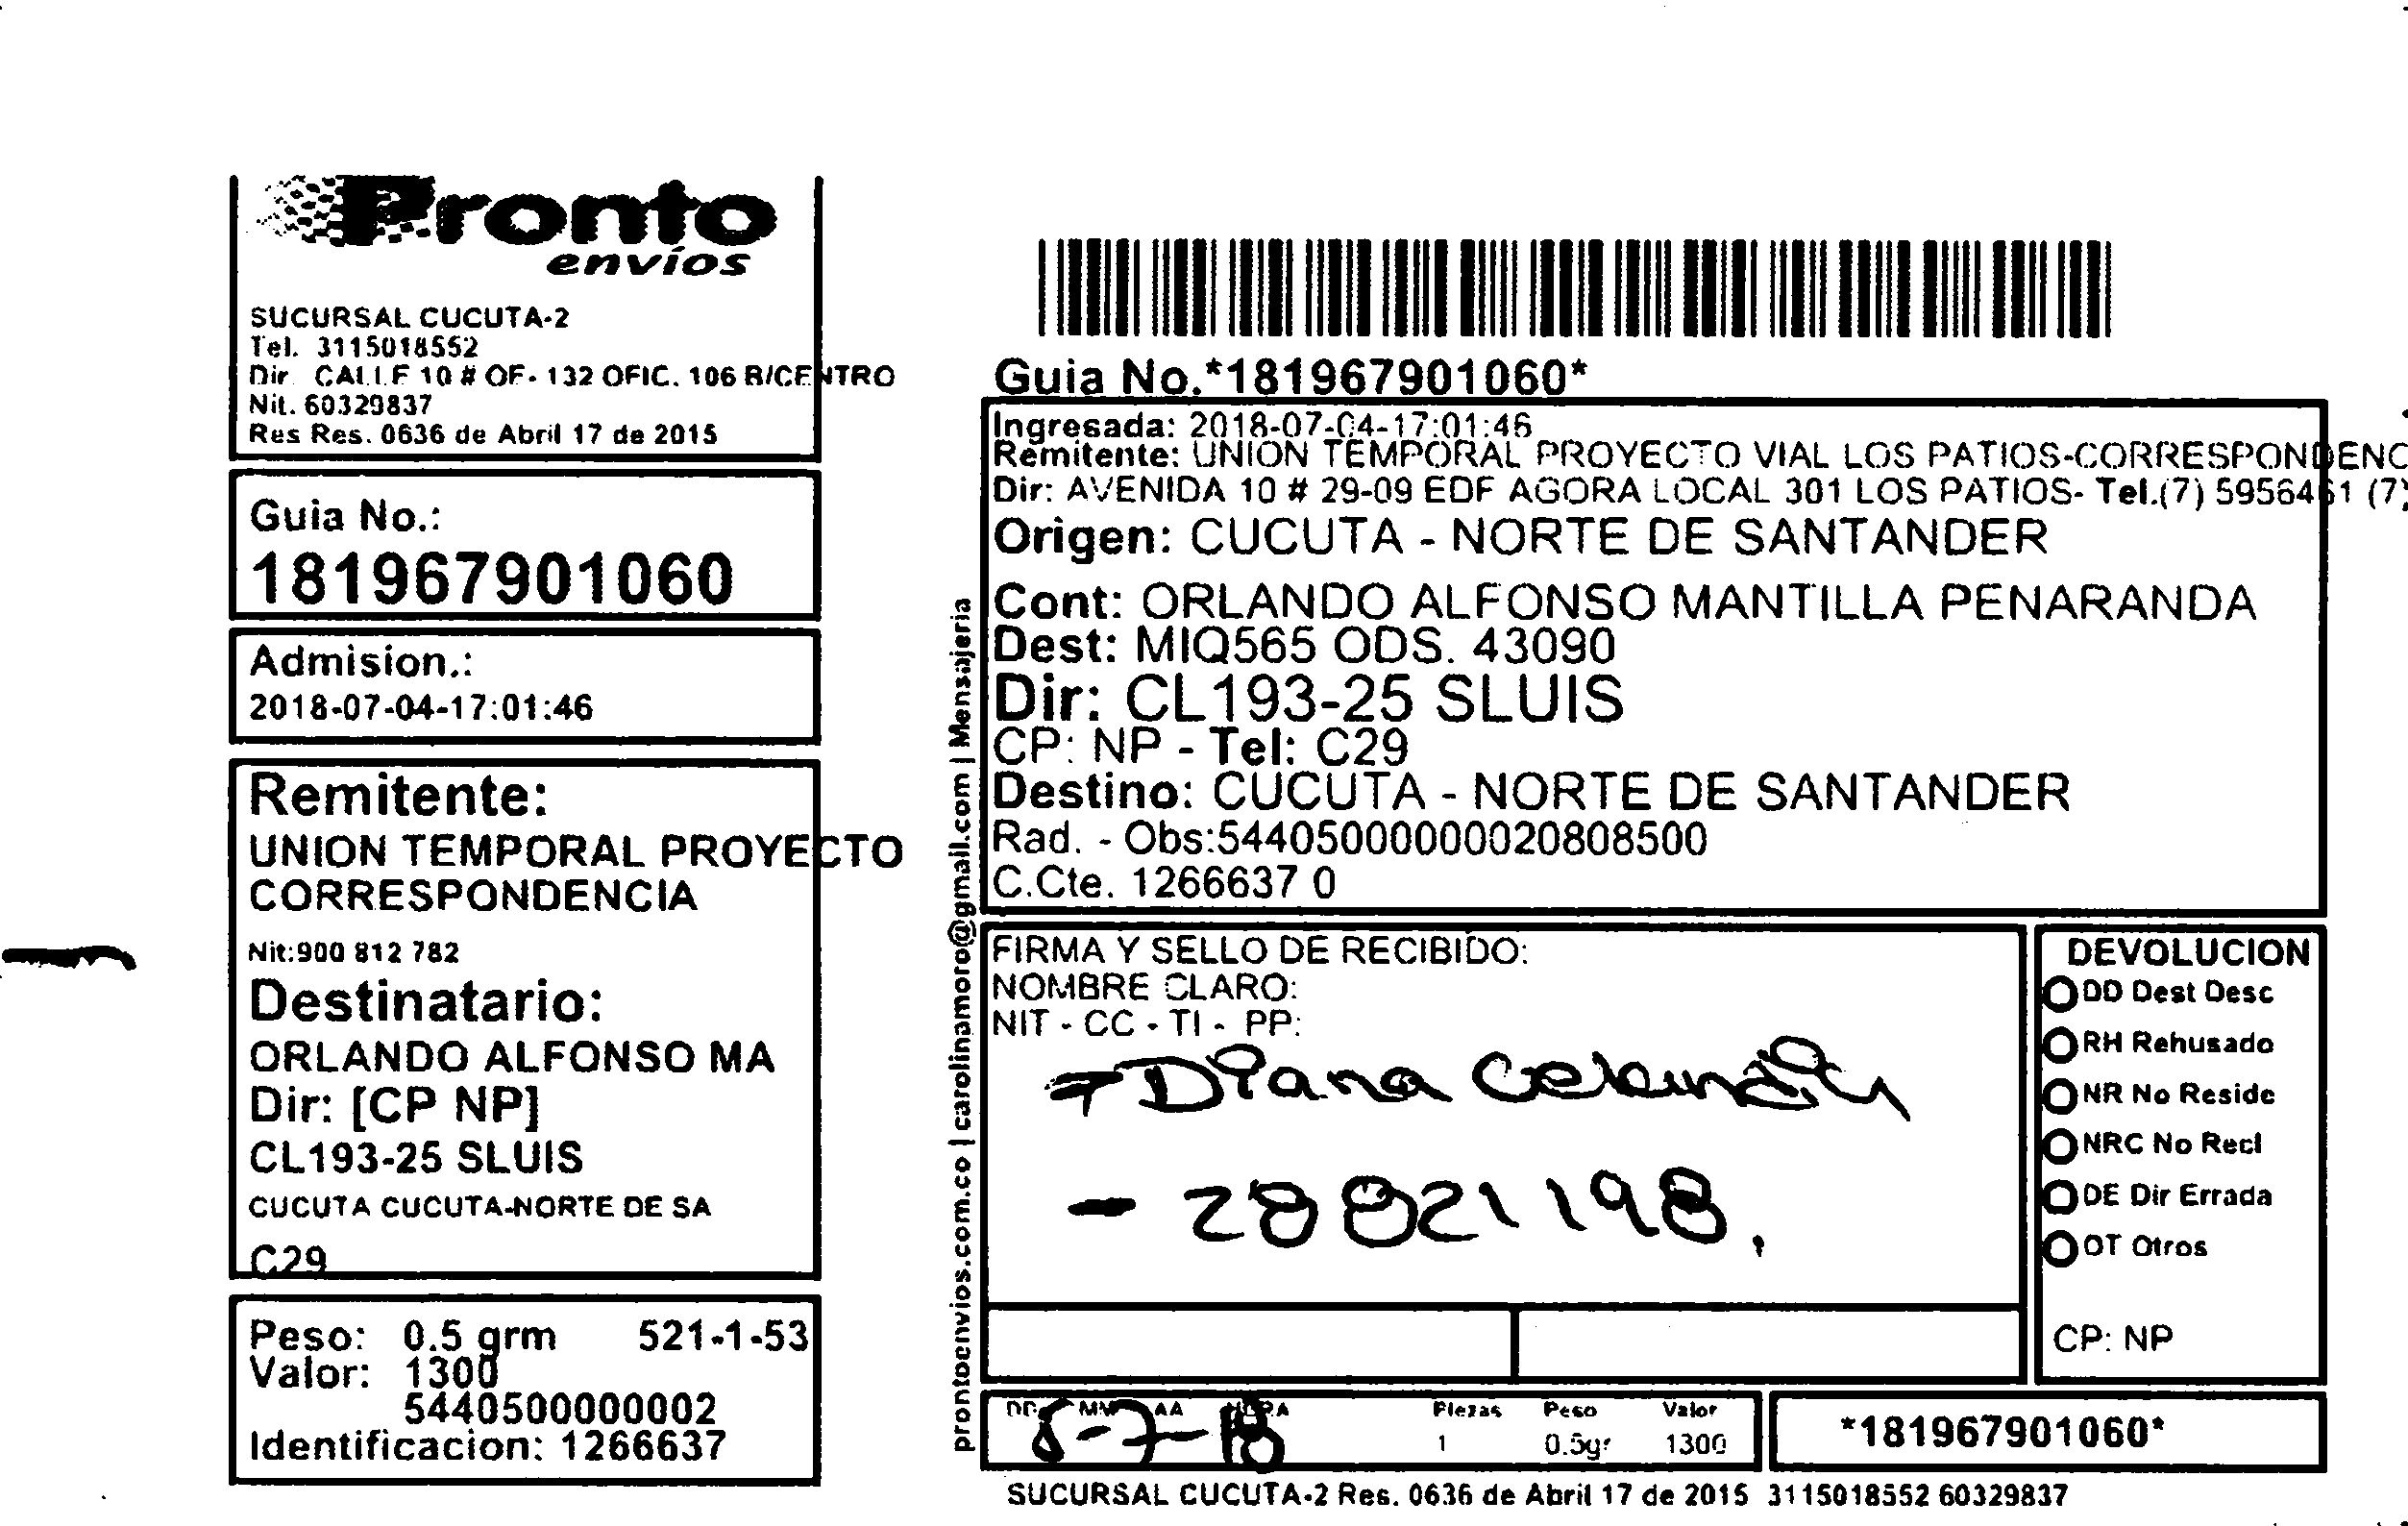 Pronto
envíos
SUCURSAL CUCUTA-2
Tel. 3115018552
Dir CALLE 10 # OF- 132 OFIC. 106 B/CENTRO
Nit. 60329837
Res Res. 0636 de Abril 17 de 2015
Guia No.:
181967901060
Admision.:
2018-07-04-17:01:46
Remitente:
UNION TEMPORAL PROYECTO
CORRESPONDENCIA
Nit:900 812 782
Destinatario:
ORLANDO ALFONSO MA
Dir: [CP NP]
CL193-25 SLUIS
CUCUTA CUCUTA-NORTE DE SA
C29
Peso: 0.5 grm 521-1-53
Valor: 1300
5440500000002
Identificacion: 1266637
prontoenvios.com.co | carolinamoro@gmail.com | Mensajeria
Guia No.*181967901060*
Ingresada: 2018-07-04-17:01:46
Remitente: UNION TEMPORAL PROYECTO VIAL LOS PATIOS-CORRESPONDENC
Dir: AVENIDA 10 # 29-09 EDF AGORA LOCAL 301 LOS PATIOS- Tel.(7) 5956461 (7)
Origen: CUCUTA - NORTE DE SANTANDER
Cont: ORLANDO ALFONSO MANTILLA PENARANDA
Dest: MIQ565 ODS. 43090
Dir: CL193-25 SLUIS
CP: NP - Tel: C29
Destino: CUCUTA - NORTE DE SANTANDER
Rad. - Obs:54405000000020808500
C.Cte. 1266637 0
FIRMA Y SELLO DE RECIBIDO:
NOMBRE CLARO:
NIT - CC - TI - PP:
Diana
- 28821198.
DEVOLUCION
DD Dest Desc
RH Rehusado
NR No Reside
NRC No Recl
DE Dir Errada
OT Otros
CP: NP
DD MM AA HORA Piezas Peso Valor
8-7-18 1 0.5gr 1300
*181967901060*
SUCURSAL CUCUTA-2 Res. 0636 de Abril 17 de 2015 3115018552 60329837